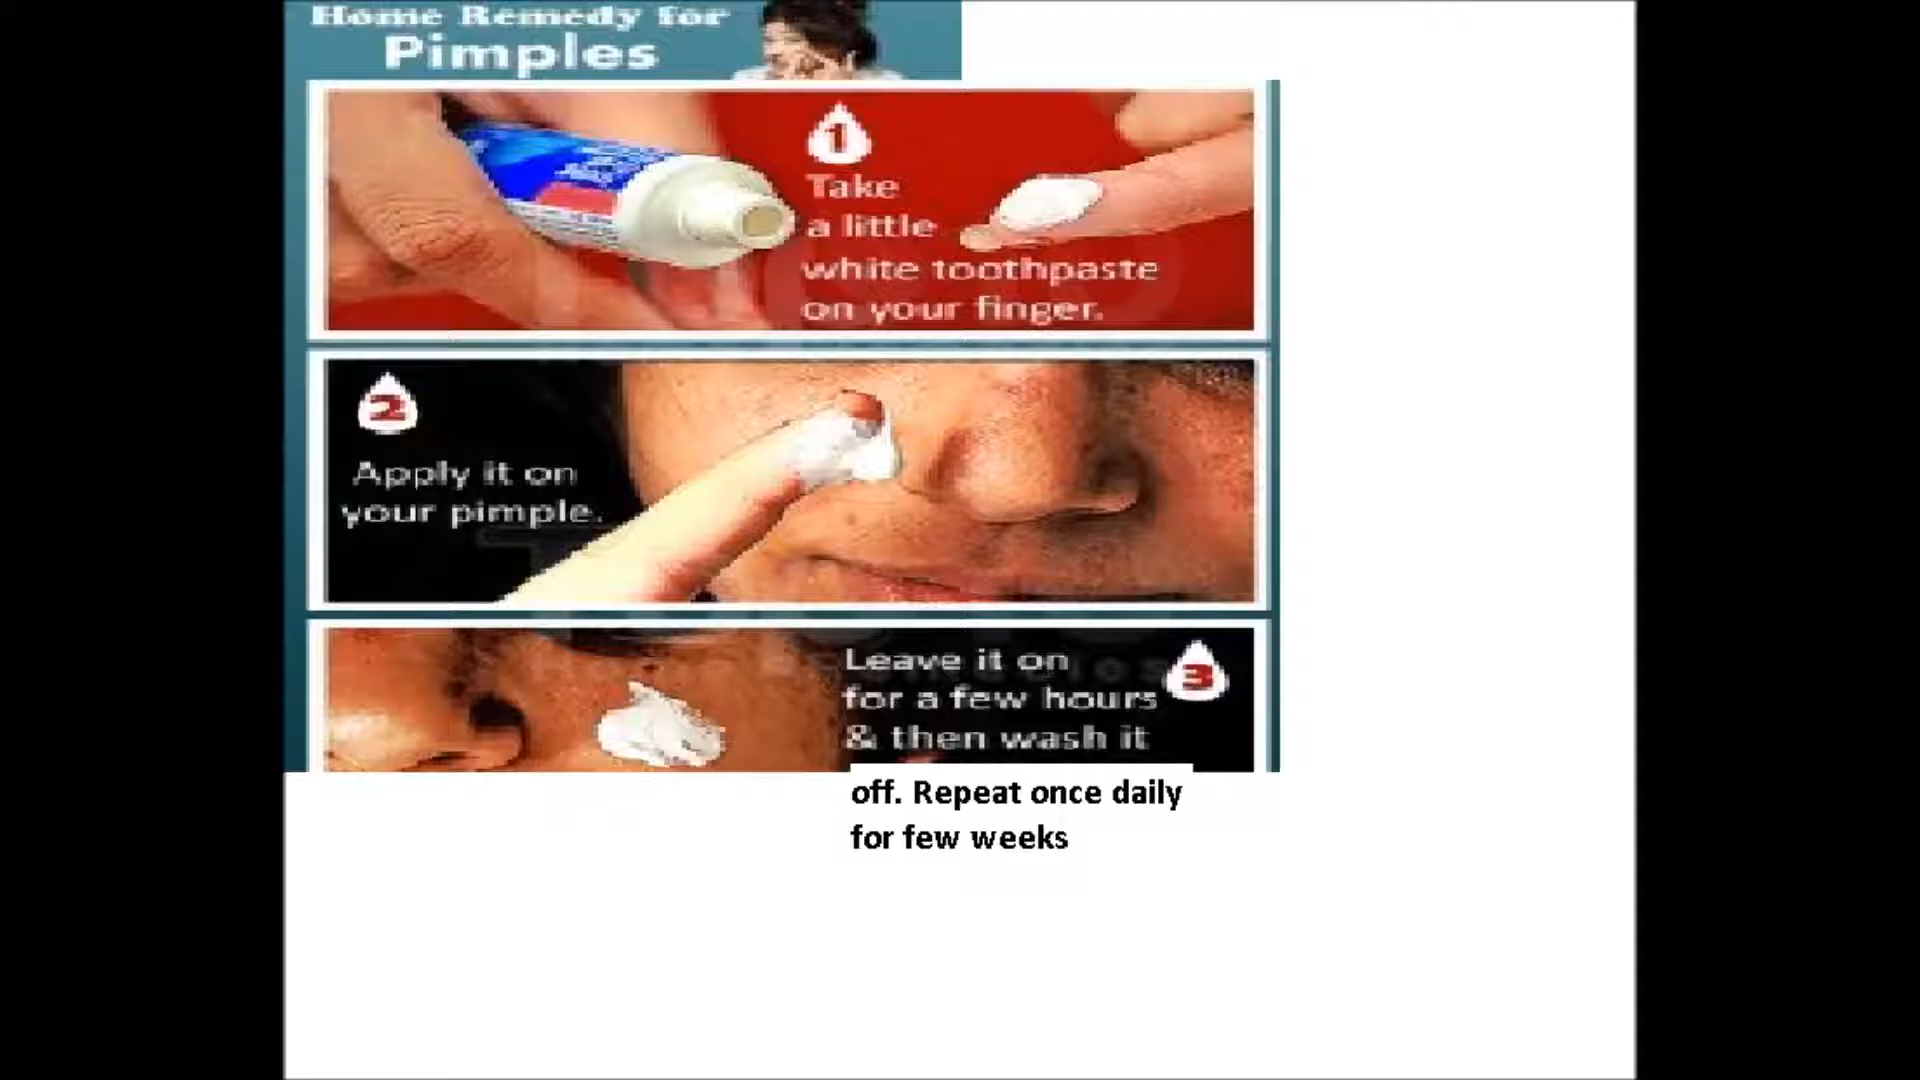 Home Remedy for
Pimples
1
Take
a little
white toothpaste
on your finger.
2
Apply it on
your pimple.
3
Leave it on
for a few hours
& then wash it
off. Repeat once daily
for few weeks